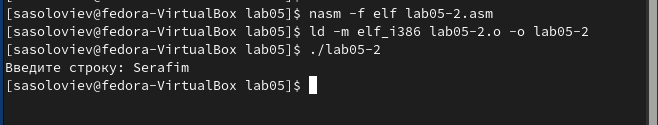 [sasoloviev@fedora-VirtualBox lab05]$ nasm -f elf lab05-2.asm
[sasoloviev@fedora-VirtualBox lab05]$ ld -m elf_i386 lab05-2.o -o lab05-2
[sasoloviev@fedora-VirtualBox lab05]$ ./lab05-2
Введите строку: Serafim
[sasoloviev@fedora-VirtualBox lab05]$